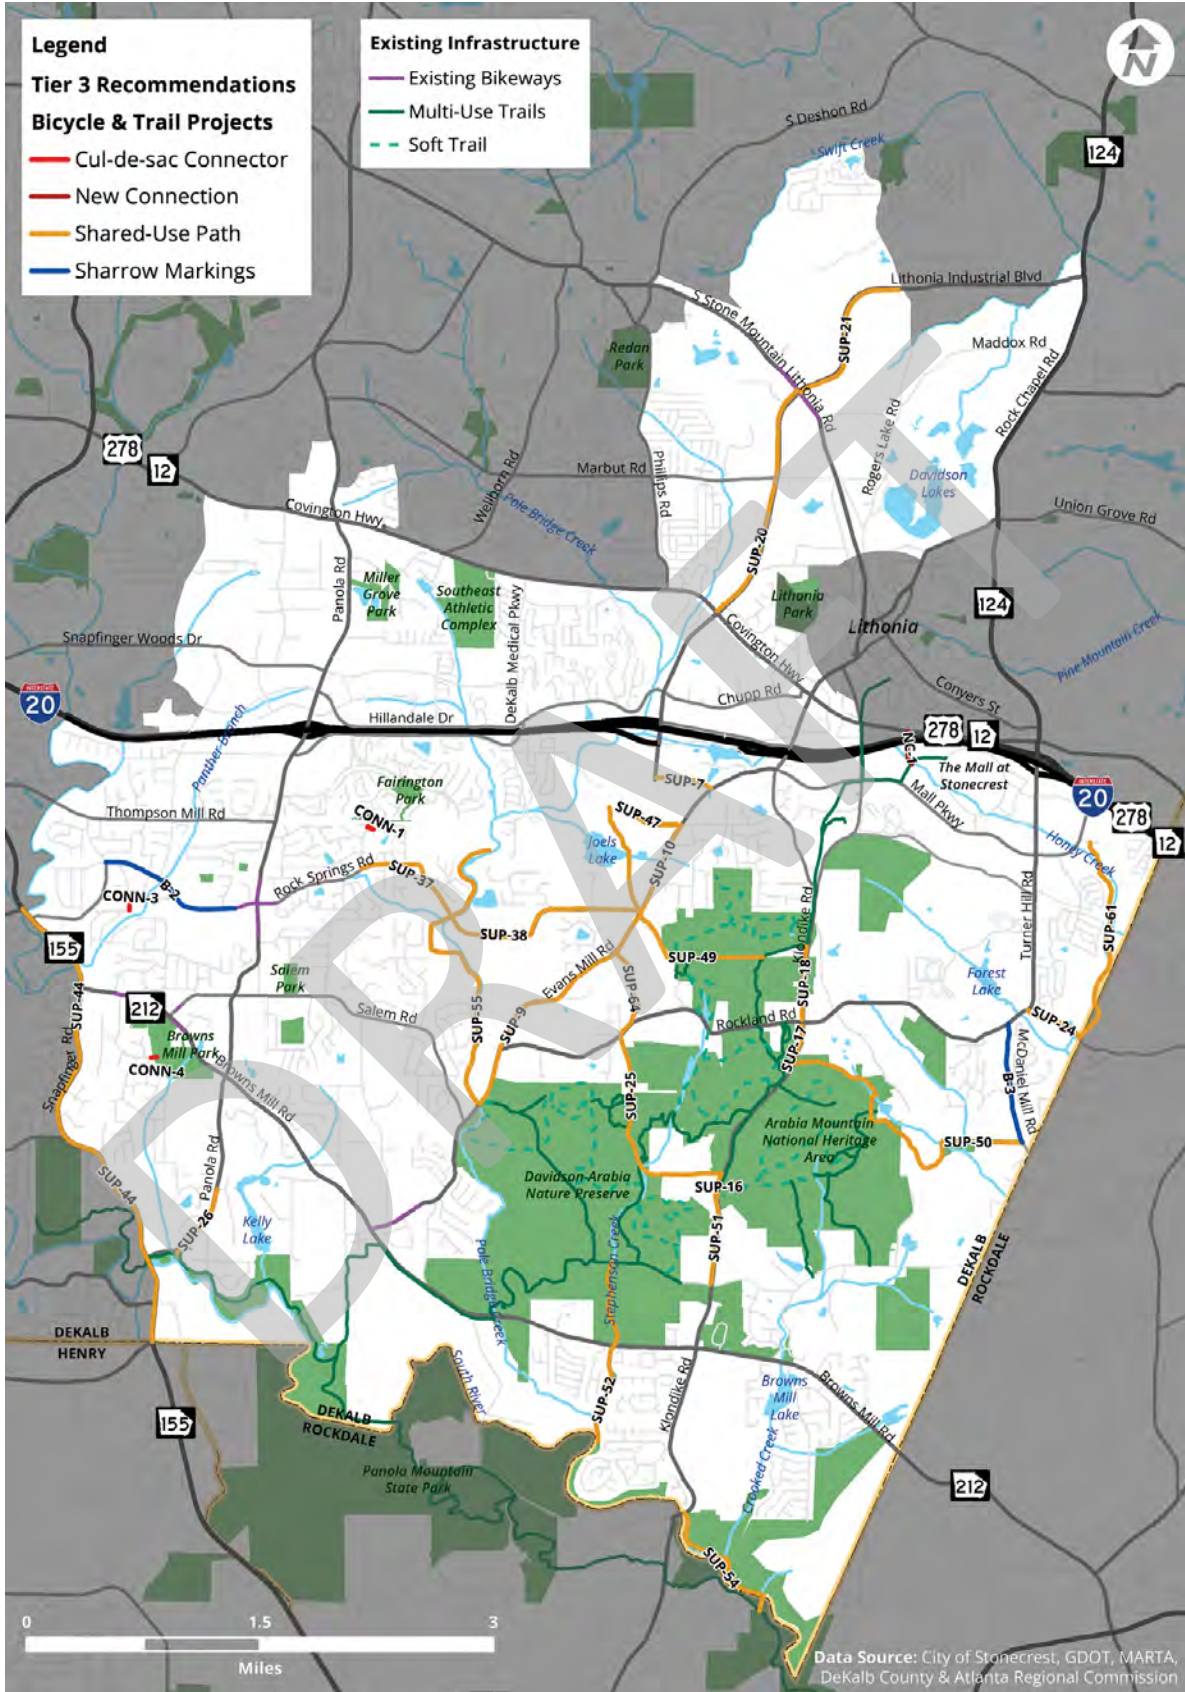 Legend
Tier 3 Recommendations
Bicycle & Trail Projects
Cul-de-sac Connector
New Connection
Shared-Use Path
Sharrow Markings
Existing Infrastructure
Existing Bikeways
Multi-Use Trails
Soft Trail
N
S Deshon Rd
Swift Creek
124
Lithonia Industrial Blvd
S Stone Mountain Lithonia Rd
SUP-21
Maddox Rd
Redan
Park
Rock Chapel Rd
Rogers Lake Rd
278
12
Wellborn Rd
Marbut Rd
Phillips Rd
Davidson
Lakes
Covington Hwy
Pole Bridge Creek
Union Grove Rd
SUP-20
Panola Rd
Miller
Grove
Park
Southeast
Athletic
Complex
DeKalb Medical Pkwy
Lithonia
Park
124
Lithonia
Covington Hwy
Pine Mountain Creek
Snapfinger Woods Dr
Chupp Rd
Conyers St
INTERSTATE
20
Panther Branch
Hillandale Dr
278
12
NC-1
The Mall at
Stonecrest
Fairington
Park
SUP-7
Mall Pkwy
INTERSTATE
20
278
12
Thompson Mill Rd
CONN-1
SUP-47
Joels
Lake
Honey Creek
SUP-10
Rock Springs Rd
SUP-37
B-2
CONN-3
Klondike Rd
Turner Hill Rd
SUP-61
SUP-38
155
SUP-49
Evans Mill Rd
Salem
Park
SUP-64
SUP-18
Forest
Lake
SUP-44
212
Salem Rd
SUP-55
SUP-9
Rockland Rd
SUP-24
Snapfinger Rd
Browns
Mill Park
CONN-4
Browns Mill Rd
SUP-17
B-3
McDaniel Mill Rd
SUP-25
Arabia Mountain
National Heritage
Area
SUP-50
Panola Rd
SUP-44
Davidson-Arabia
Nature Preserve
SUP-16
SUP-26
Kelly
Lake
SUP-51
Pole Bridge Creek
Stephenson Creek
DEKALB
ROCKDALE
DEKALB
HENRY
South River
SUP-52
Klondike Rd
Browns
Mill
Lake
Browns Mill Rd
155
DEKALB
ROCKDALE
Panola Mountain
State Park
Crooked Creek
212
SUP-54
0
1.5
3
Miles
Data Source: City of Stonecrest, GDOT, MARTA,
DeKalb County & Atlanta Regional Commission
DRAFT